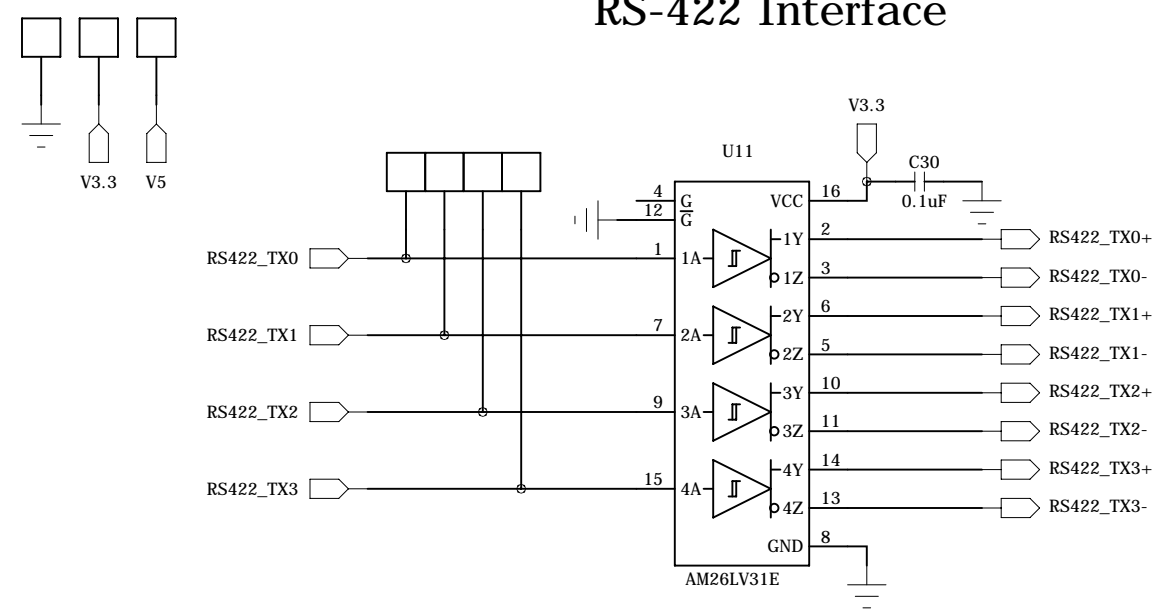 RS-422 Interface
V3.3 V5
V3.3
U11
C30
0.1uF
4 G VCC 16
12 G
RS422_TX0 1 1A 1Y 2 RS422_TX0+
1Z 3 RS422_TX0-
RS422_TX1 7 2A 2Y 6 RS422_TX1+
2Z 5 RS422_TX1-
RS422_TX2 9 3A 3Y 10 RS422_TX2+
3Z 11 RS422_TX2-
RS422_TX3 15 4A 4Y 14 RS422_TX3+
4Z 13 RS422_TX3-
GND 8
AM26LV31E